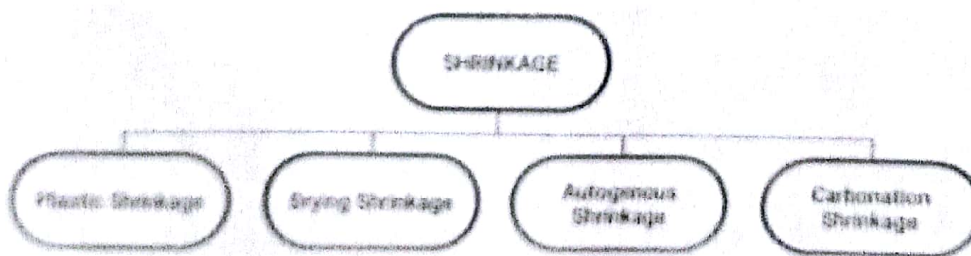 SHRINKAGE
Plastic Shrinkage
Drying Shrinkage
Autogenous
Shrinkage
Carbonation
Shrinkage